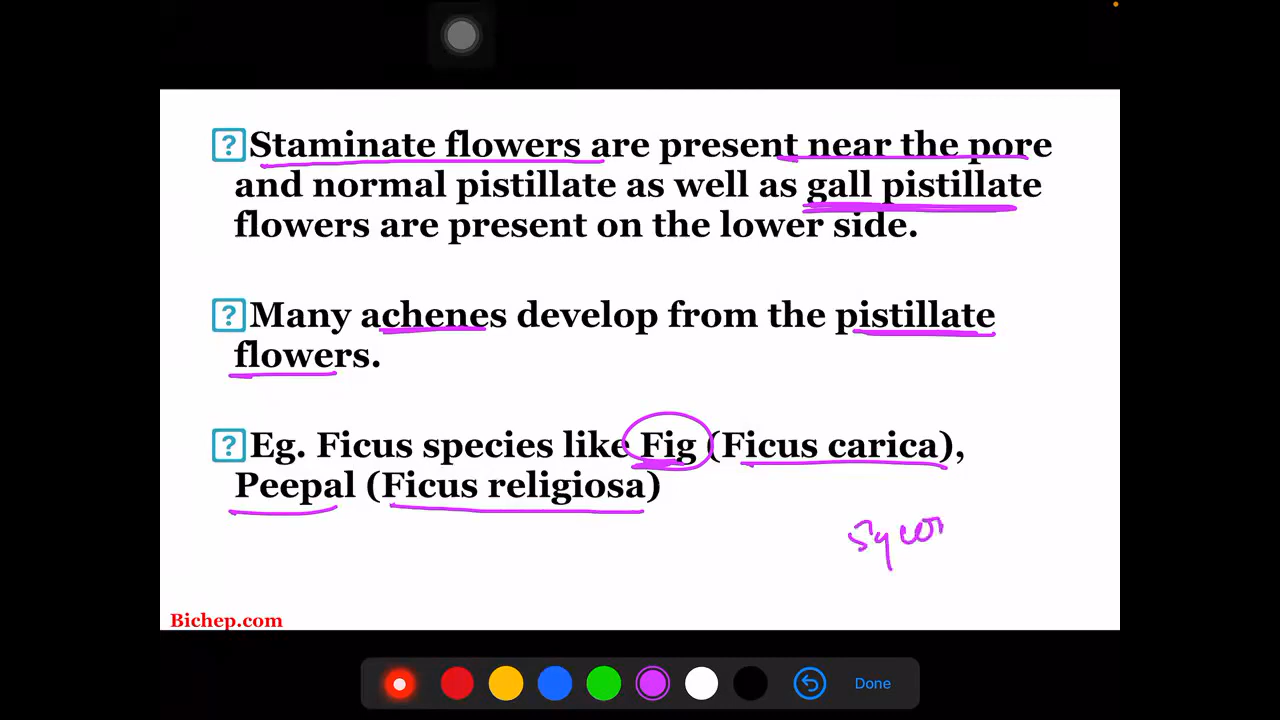 Staminate flowers are present near the pore
and normal pistillate as well as gall pistillate
flowers are present on the lower side.
Many achenes develop from the pistillate
flowers.
Eg. Ficus species like Fig (Ficus carica),
Peepal (Ficus religiosa)
Bichep.com
Done